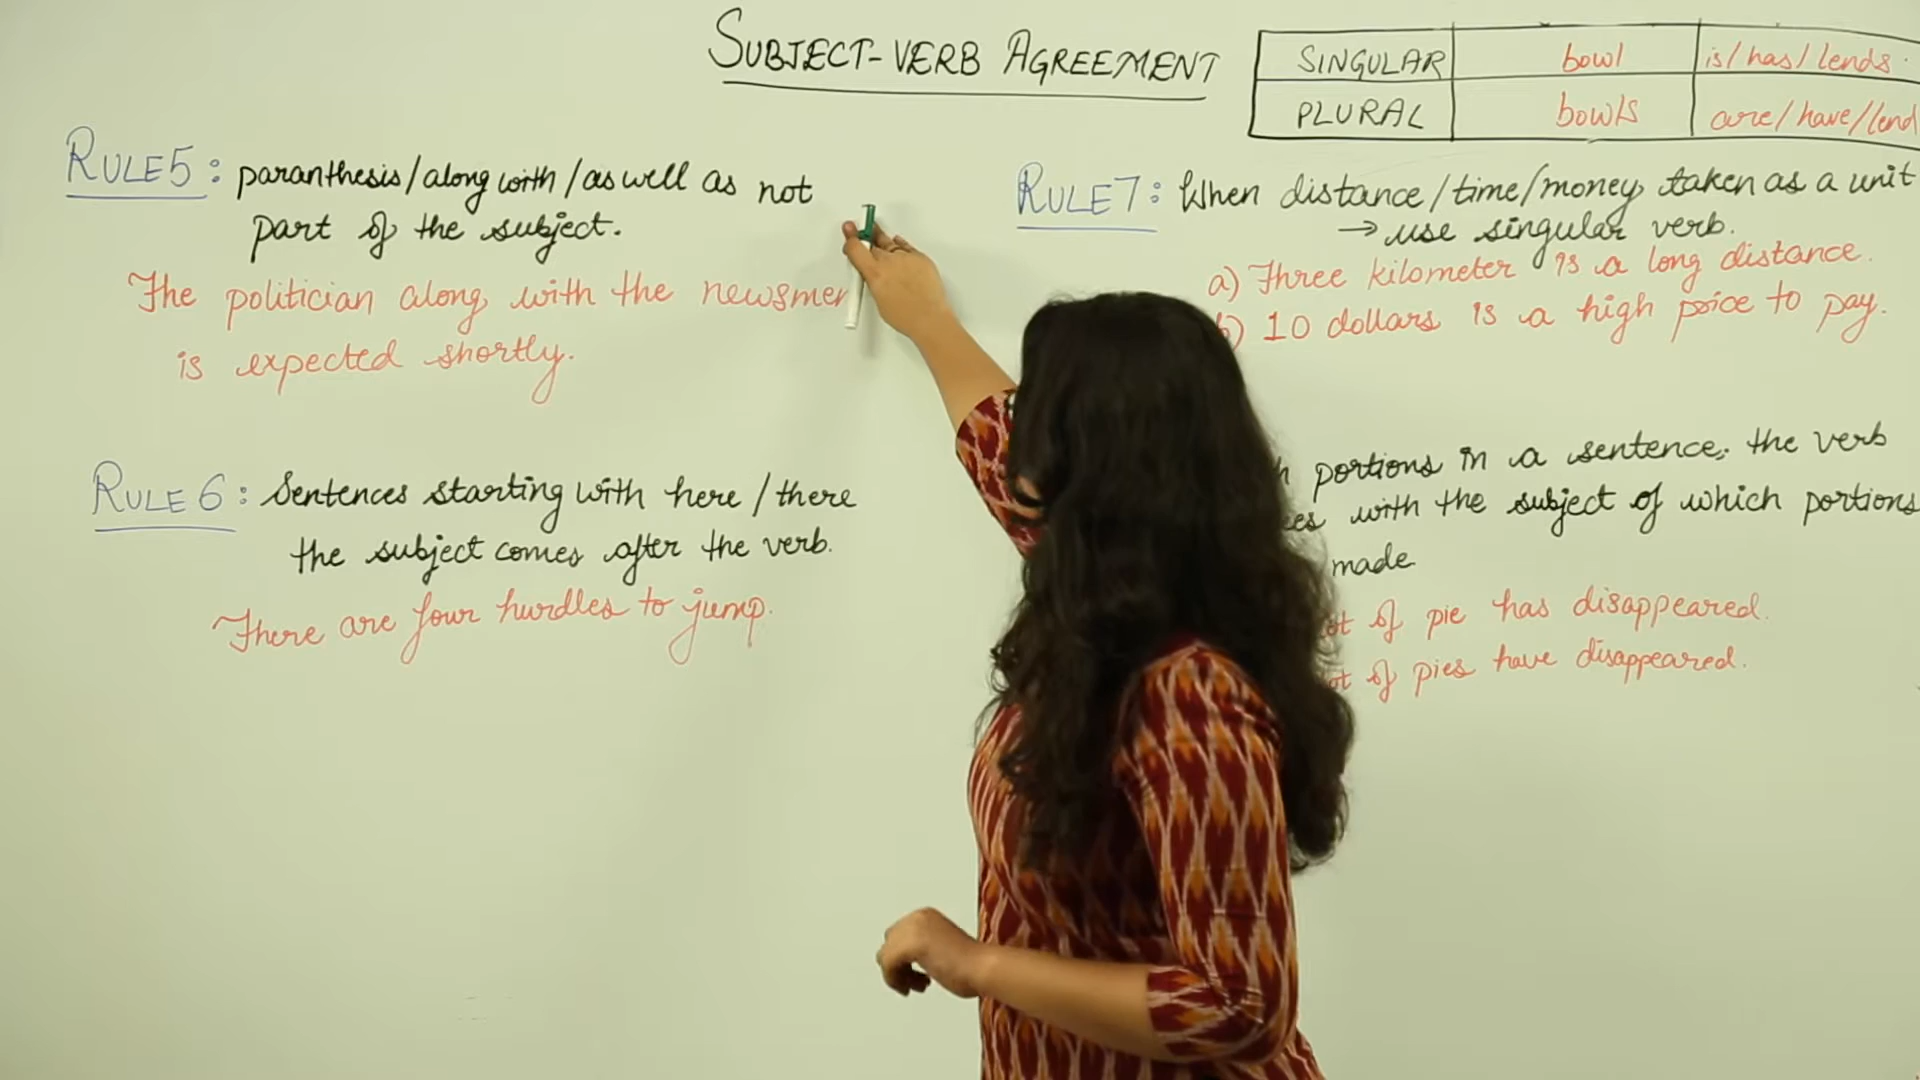 SUBJECT-VERB AGREEMENT
SINGULAR bowl is/has/lends
PLURAL bowls are/have/lend
RULE 5: paranthesis/along with/as well as not
part of the subject.
The politician along with the newsmen
is expected shortly.
RULE 6: Sentences starting with here/there
the subject comes after the verb.
There are four hurdles to jump.
RULE 7: When distance/time/money taken as a unit
→ use singular verb.
a) Three kilometer is a long distance.
b) 10 dollars is a high price to pay.
portions in a sentence, the verb
with the subject of which portions
made
of pie has disappeared.
of pies have disappeared.